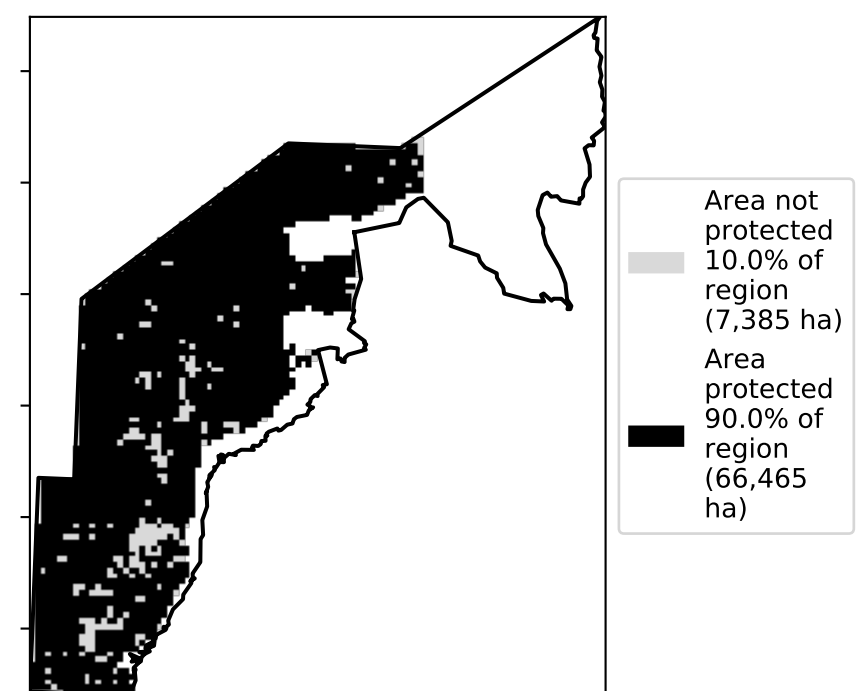 Area not
protected
10.0% of
region
(7,385 ha)
Area
protected
90.0% of
region
(66,465
ha)